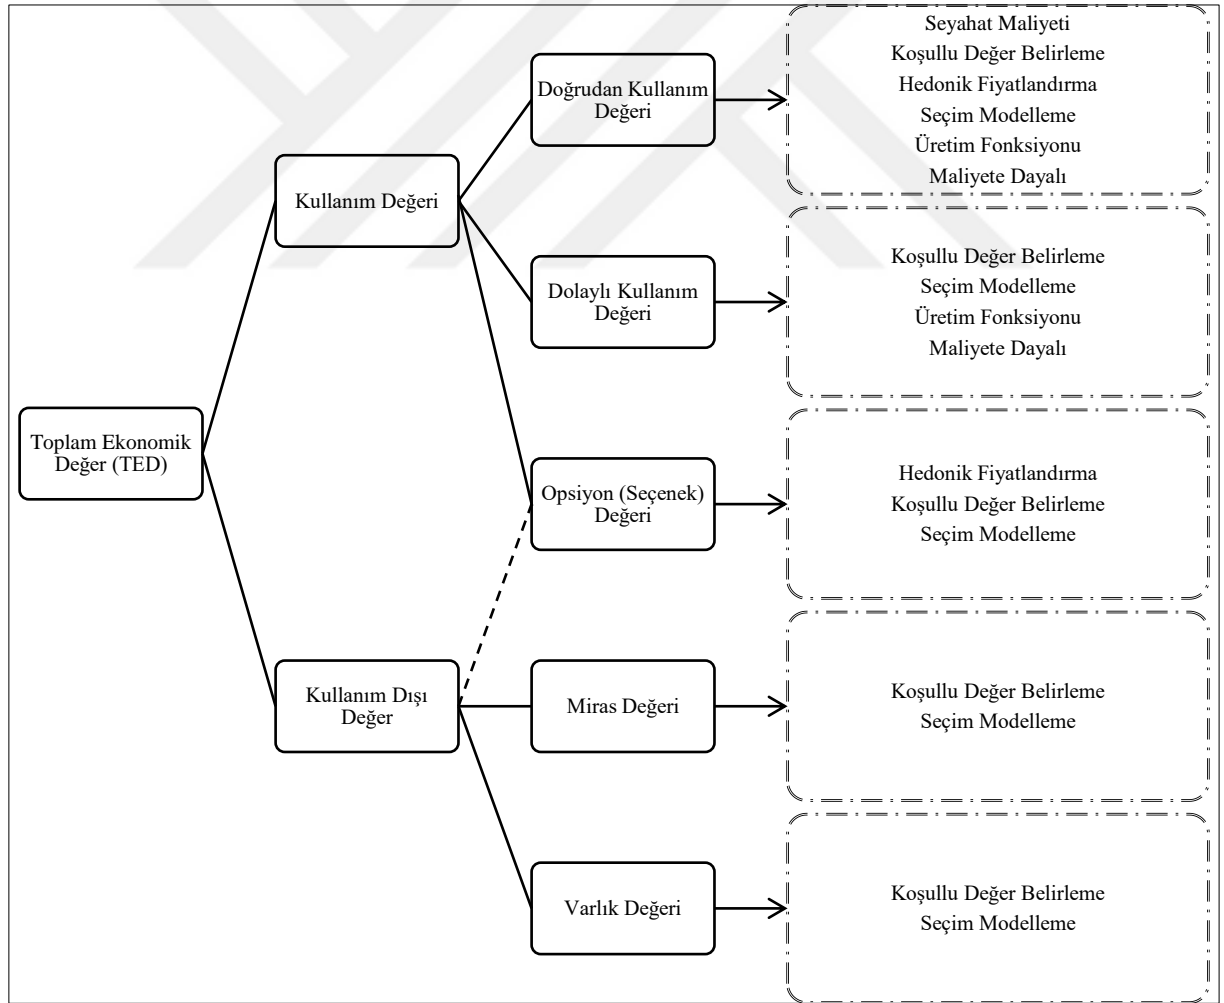 Toplam Ekonomik
Değer (TED)
Kullanım Değeri
Kullanım Dışı
Değer
Doğrudan Kullanım
Değeri
Dolaylı Kullanım
Değeri
Opsiyon (Seçenek)
Değeri
Miras Değeri
Varlık Değeri
Seyahat Maliyeti
Koşullu Değer Belirleme
Hedonik Fiyatlandırma
Seçim Modelleme
Üretim Fonksiyonu
Maliyete Dayalı
Koşullu Değer Belirleme
Seçim Modelleme
Üretim Fonksiyonu
Maliyete Dayalı
Hedonik Fiyatlandırma
Koşullu Değer Belirleme
Seçim Modelleme
Koşullu Değer Belirleme
Seçim Modelleme
Koşullu Değer Belirleme
Seçim Modelleme